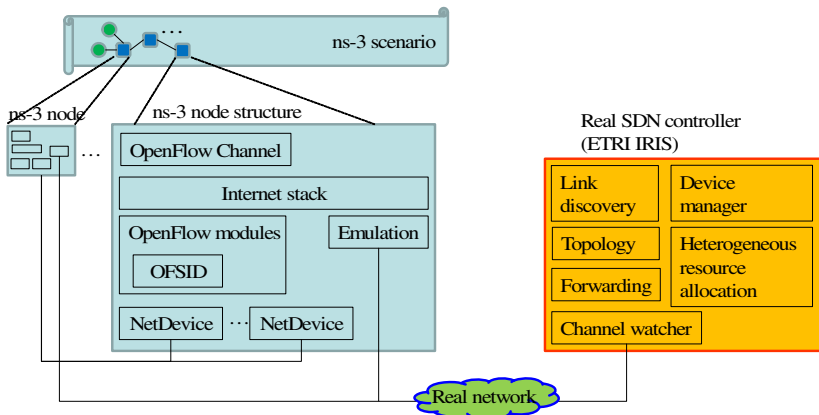 ...
ns-3 scenario
ns-3 node
ns-3 node structure
...
OpenFlow Channel
Internet stack
OpenFlow modules
OFSID
Emulation
NetDevice
...
NetDevice
Real SDN controller
(ETRI IRIS)
Link
discovery
Device
manager
Topology
Forwarding
Heterogeneous
resource
allocation
Channel watcher
Real network